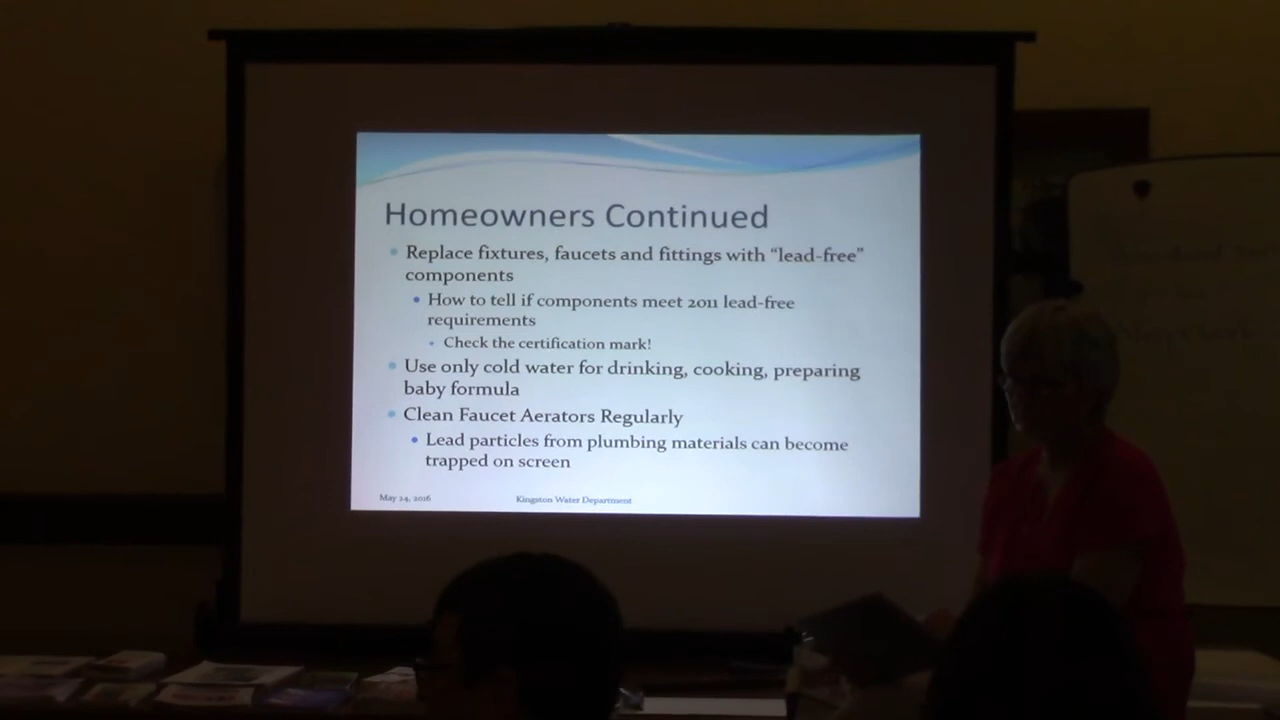 Homeowners Continued
Replace fixtures, faucets and fittings with “lead-free”
components
How to tell if components meet 2011 lead-free
requirements
Check the certification mark!
Use only cold water for drinking, cooking, preparing
baby formula
Clean Faucet Aerators Regularly
Lead particles from plumbing materials can become
trapped on screen
May 24, 2016 Kingston Water Department